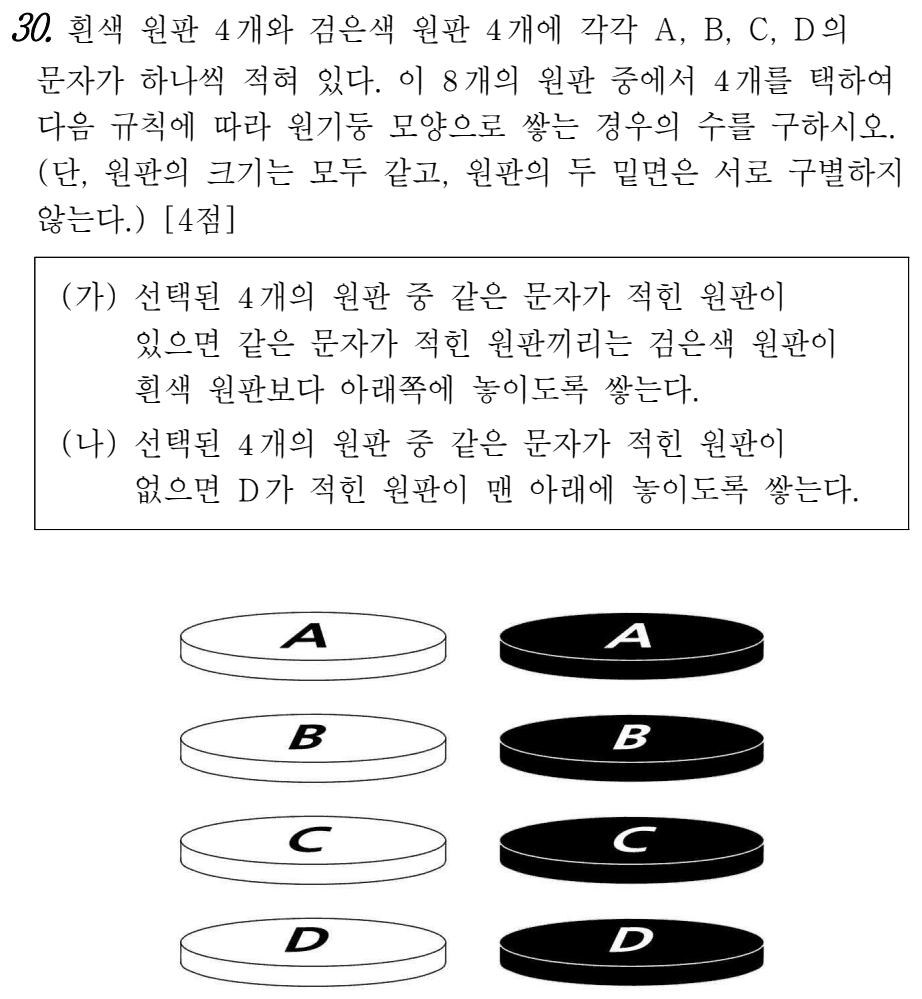 30. 흰색 원판 4개와 검은색 원판 4개에 각각 A, B, C, D의
문자가 하나씩 적혀 있다. 이 8개의 원판 중에서 4개를 택하여
다음 규칙에 따라 원기둥 모양으로 쌓는 경우의 수를 구하시오.
(단, 원판의 크기는 모두 같고, 원판의 두 밑면은 서로 구별하지
않는다.) [4점]
(가) 선택된 4개의 원판 중 같은 문자가 적힌 원판이
있으면 같은 문자가 적힌 원판끼리는 검은색 원판이
흰색 원판보다 아래쪽에 놓이도록 쌓는다.
(나) 선택된 4개의 원판 중 같은 문자가 적힌 원판이
없으면 D가 적힌 원판이 맨 아래에 놓이도록 쌓는다.
A A
B B
C C
D D